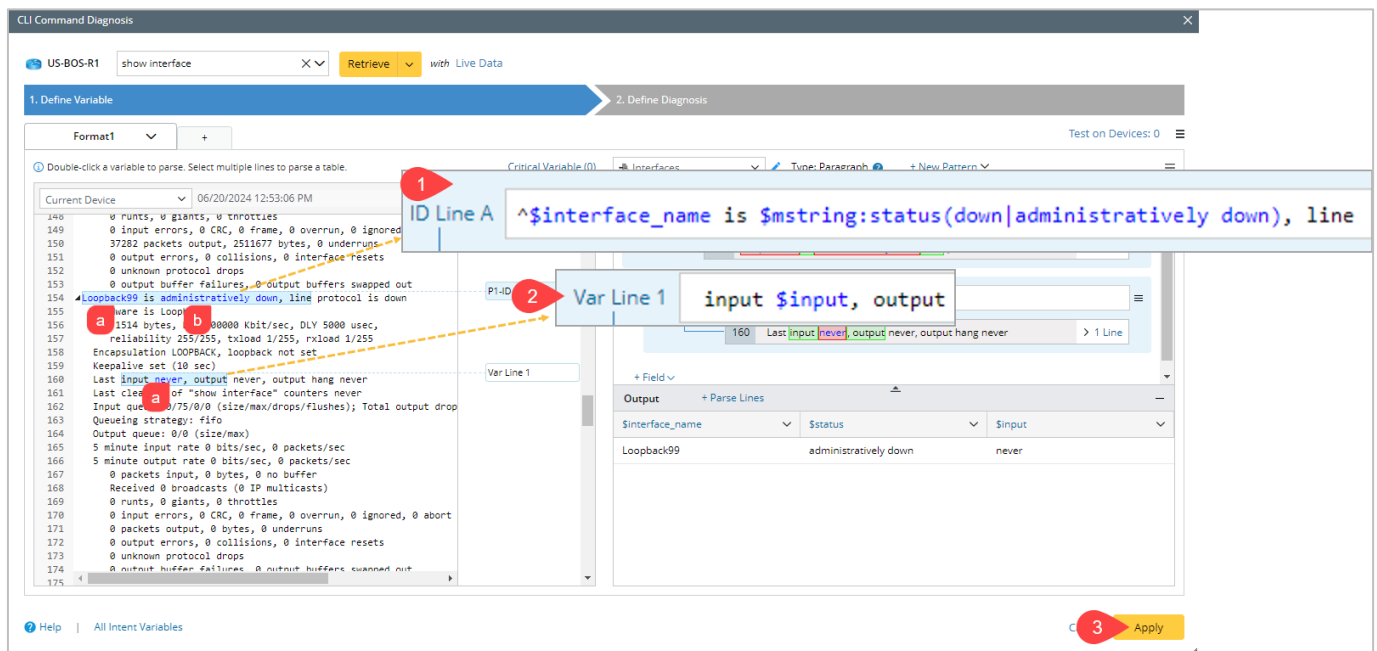 CLI Command Diagnosis
US-BOS-R1 show interface Retrieve with Live Data
1. Define Variable 2. Define Diagnosis
Format1 + Test on Devices: 0
Double-click a variable to parse. Select multiple lines to parse a table. Critical Variable (0) Interfaces Type: Paragraph + New Pattern
Current Device 06/20/2024 12:53:06 PM
1
ID Line A ^$interface_name is $mstring:status(down|administratively down), line
148 0 runts, 0 giants, 0 throttles
149 0 input errors, 0 CRC, 0 frame, 0 overrun, 0 ignored
150 37282 packets output, 2511677 bytes, 0 underruns
151 0 output errors, 0 collisions, 0 interface resets
152 0 unknown protocol drops
153 0 output buffer failures, 0 output buffers swapped out
154 Loopback99 is administratively down, line protocol is down P1-ID
2 Var Line 1 input $input, output
155 ware is Loop
a b
156 1514 bytes, 00000 Kbit/sec, DLY 5000 usec,
157 reliability 255/255, txload 1/255, rxload 1/255
158 Encapsulation LOOPBACK, loopback not set
159 Keepalive set (10 sec)
160 Last input never, output never, output hang never Var Line 1
160 Last input never, output never, output hang never > 1 Line
161 Last clea of "show interface" counters never
a
162 Input que 0/75/0/0 (size/max/drops/flushes); Total output drop
163 Queueing strategy: fifo
164 Output queue: 0/0 (size/max)
165 5 minute input rate 0 bits/sec, 0 packets/sec
166 5 minute output rate 0 bits/sec, 0 packets/sec
167 0 packets input, 0 bytes, 0 no buffer
168 Received 0 broadcasts (0 IP multicasts)
169 0 runts, 0 giants, 0 throttles
170 0 input errors, 0 CRC, 0 frame, 0 overrun, 0 ignored, 0 abort
171 0 packets output, 0 bytes, 0 underruns
172 0 output errors, 0 collisions, 0 interface resets
173 0 unknown protocol drops
174 0 output buffer failures, 0 output buffers swapped out
175
+ Field
Output + Parse Lines
$interface_name $status $input
Loopback99 administratively down never
Help | All Intent Variables
3 Apply